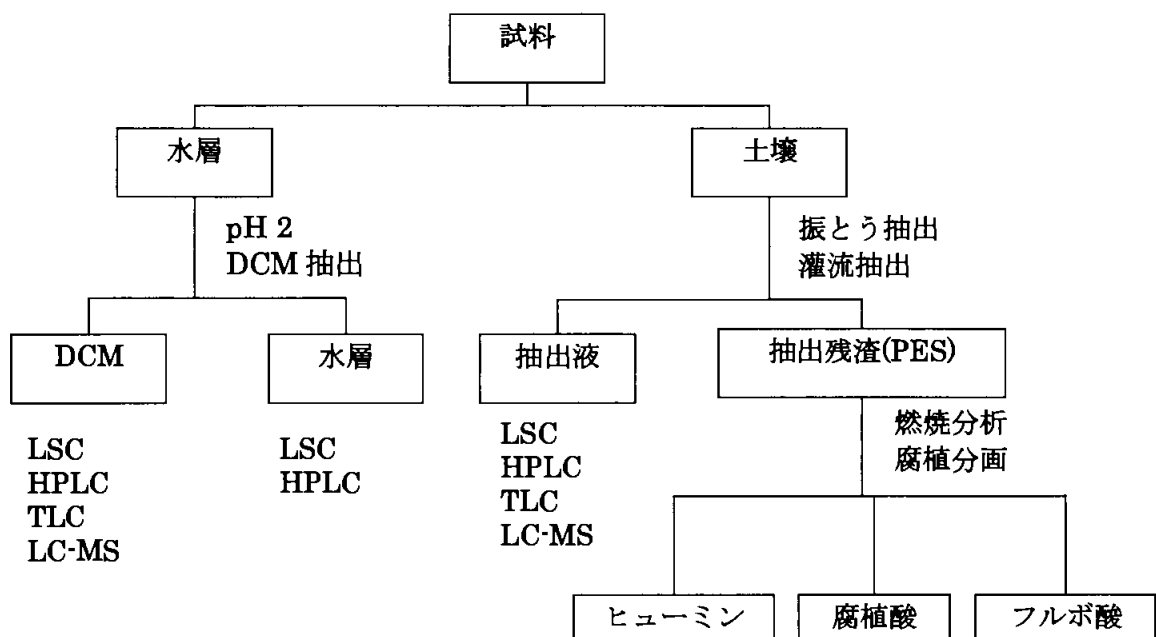 試料
水層
土壌
pH 2
DCM 抽出
振とう抽出
灌流抽出
DCM
水層
抽出液
抽出残渣(PES)
LSC
HPLC
TLC
LC-MS
LSC
HPLC
LSC
HPLC
TLC
LC-MS
燃焼分析
腐植分画
ヒューミン
腐植酸
フルボ酸